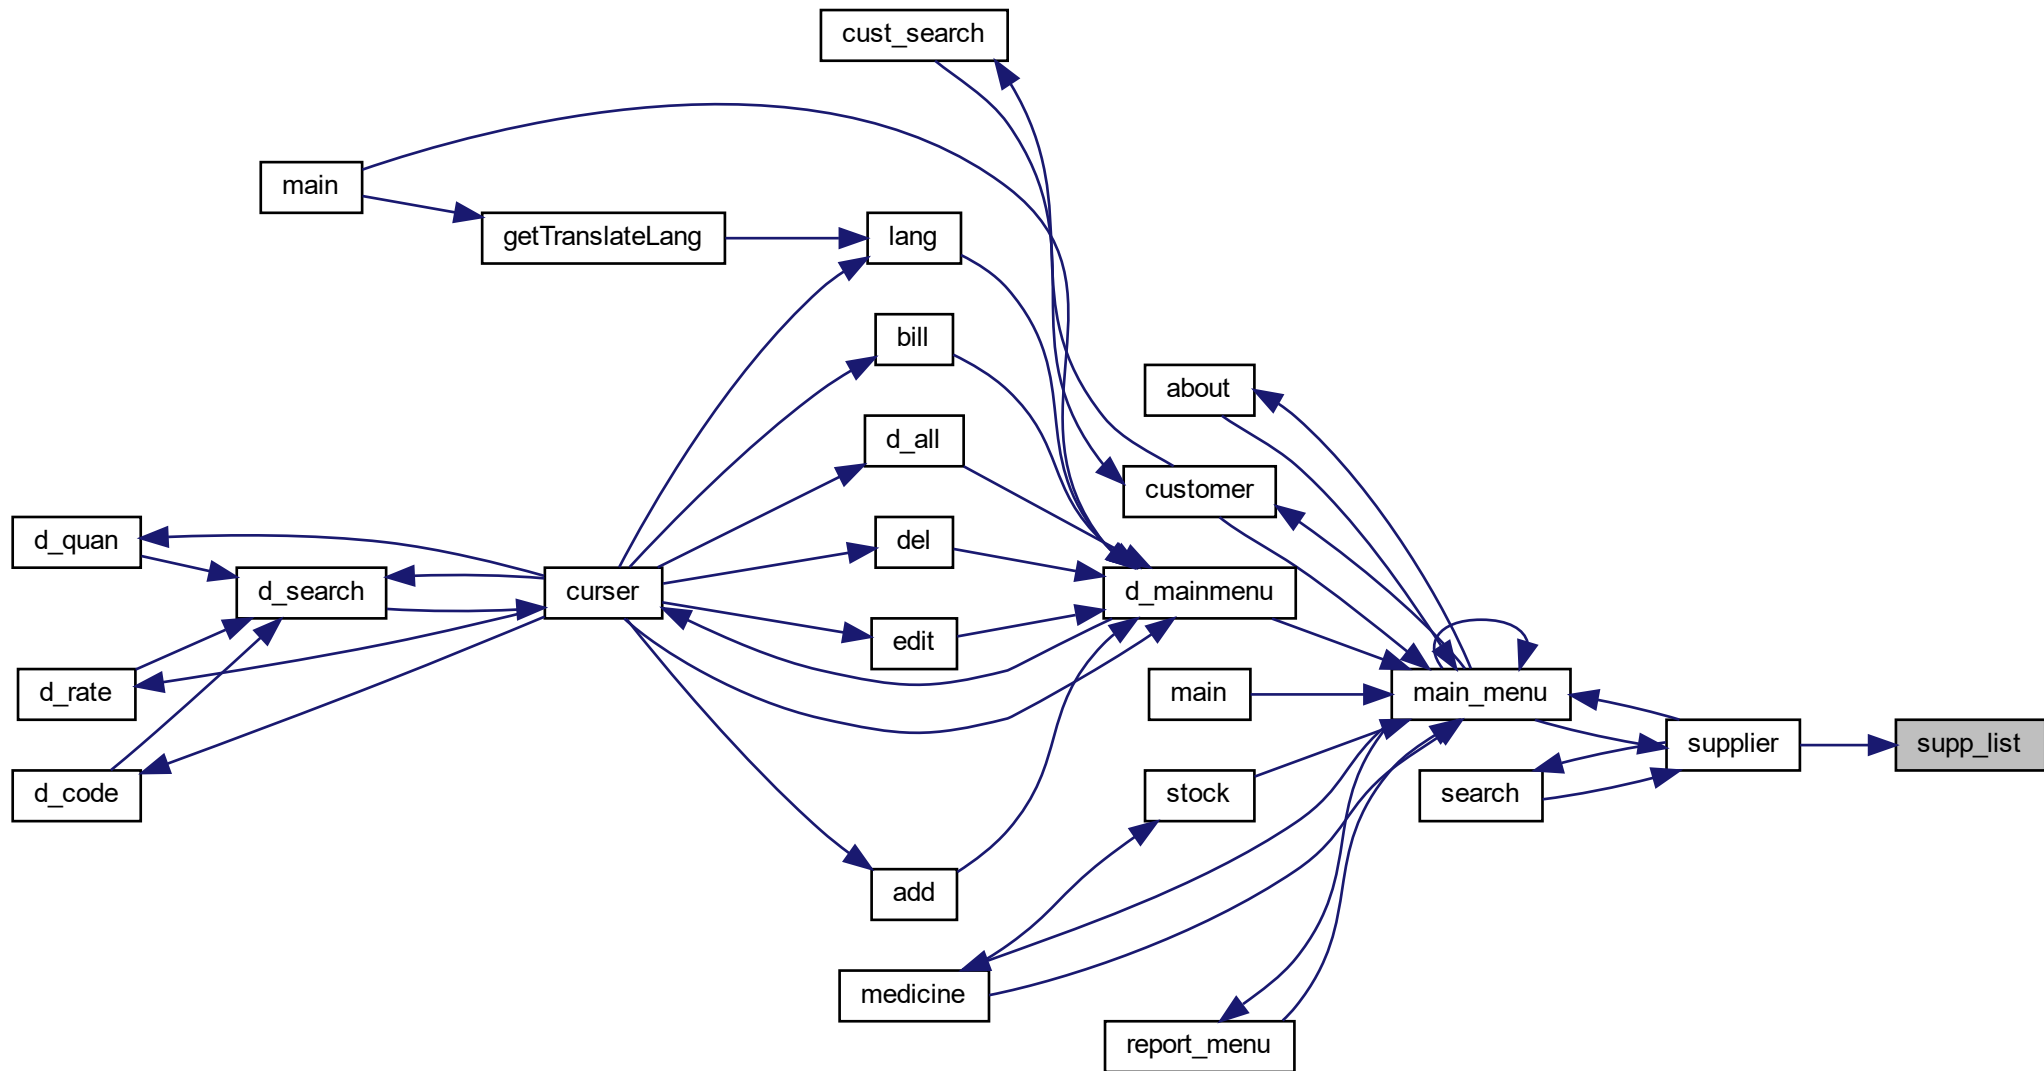 cust_search
main
getTranslateLang
lang
bill
about
d_all
customer
d_quan
del
d_search
curser
d_mainmenu
edit
d_rate
main
main_menu
supplier
supp_list
d_code
stock
search
add
medicine
report_menu